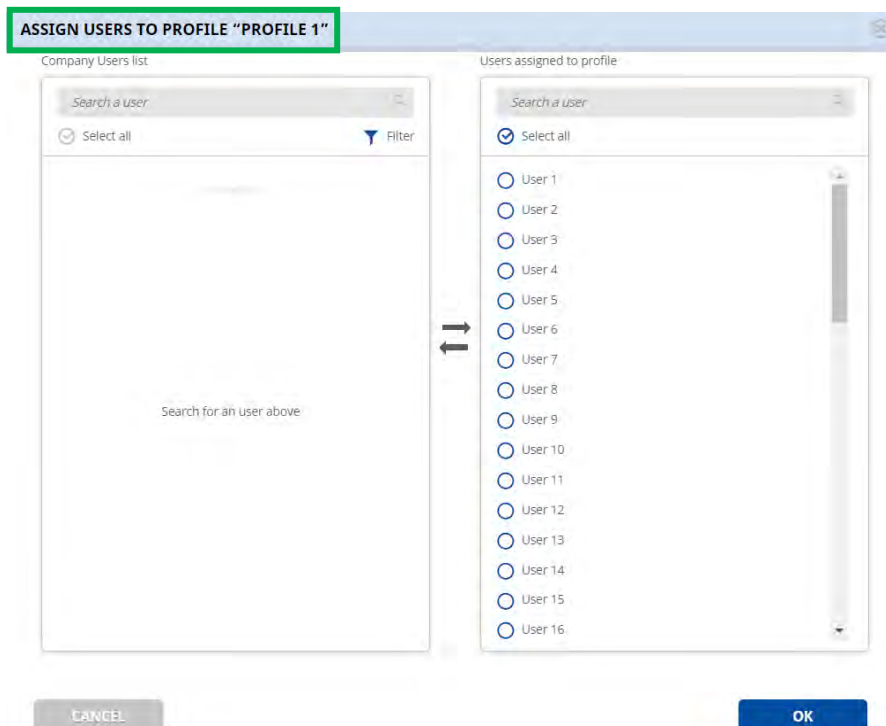 ASSIGN USERS TO PROFILE “PROFILE 1”
Company Users list
Search a user
Select all
Filter
Search for an user above
Users assigned to profile
Search a user
Select all
User 1
User 2
User 3
User 4
User 5
User 6
User 7
User 8
User 9
User 10
User 11
User 12
User 13
User 14
User 15
User 16
CANCEL
OK